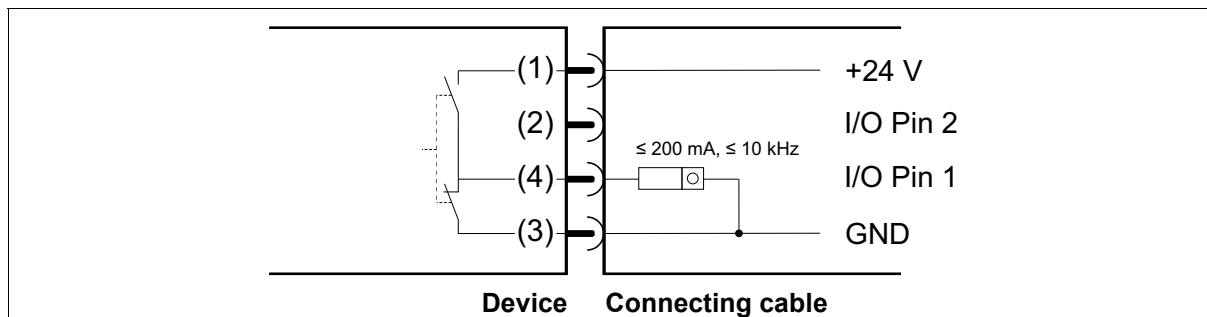 (1) +24 V
(2) I/O Pin 2
≤ 200 mA, ≤ 10 kHz
(4) I/O Pin 1
(3) GND
Device Connecting cable